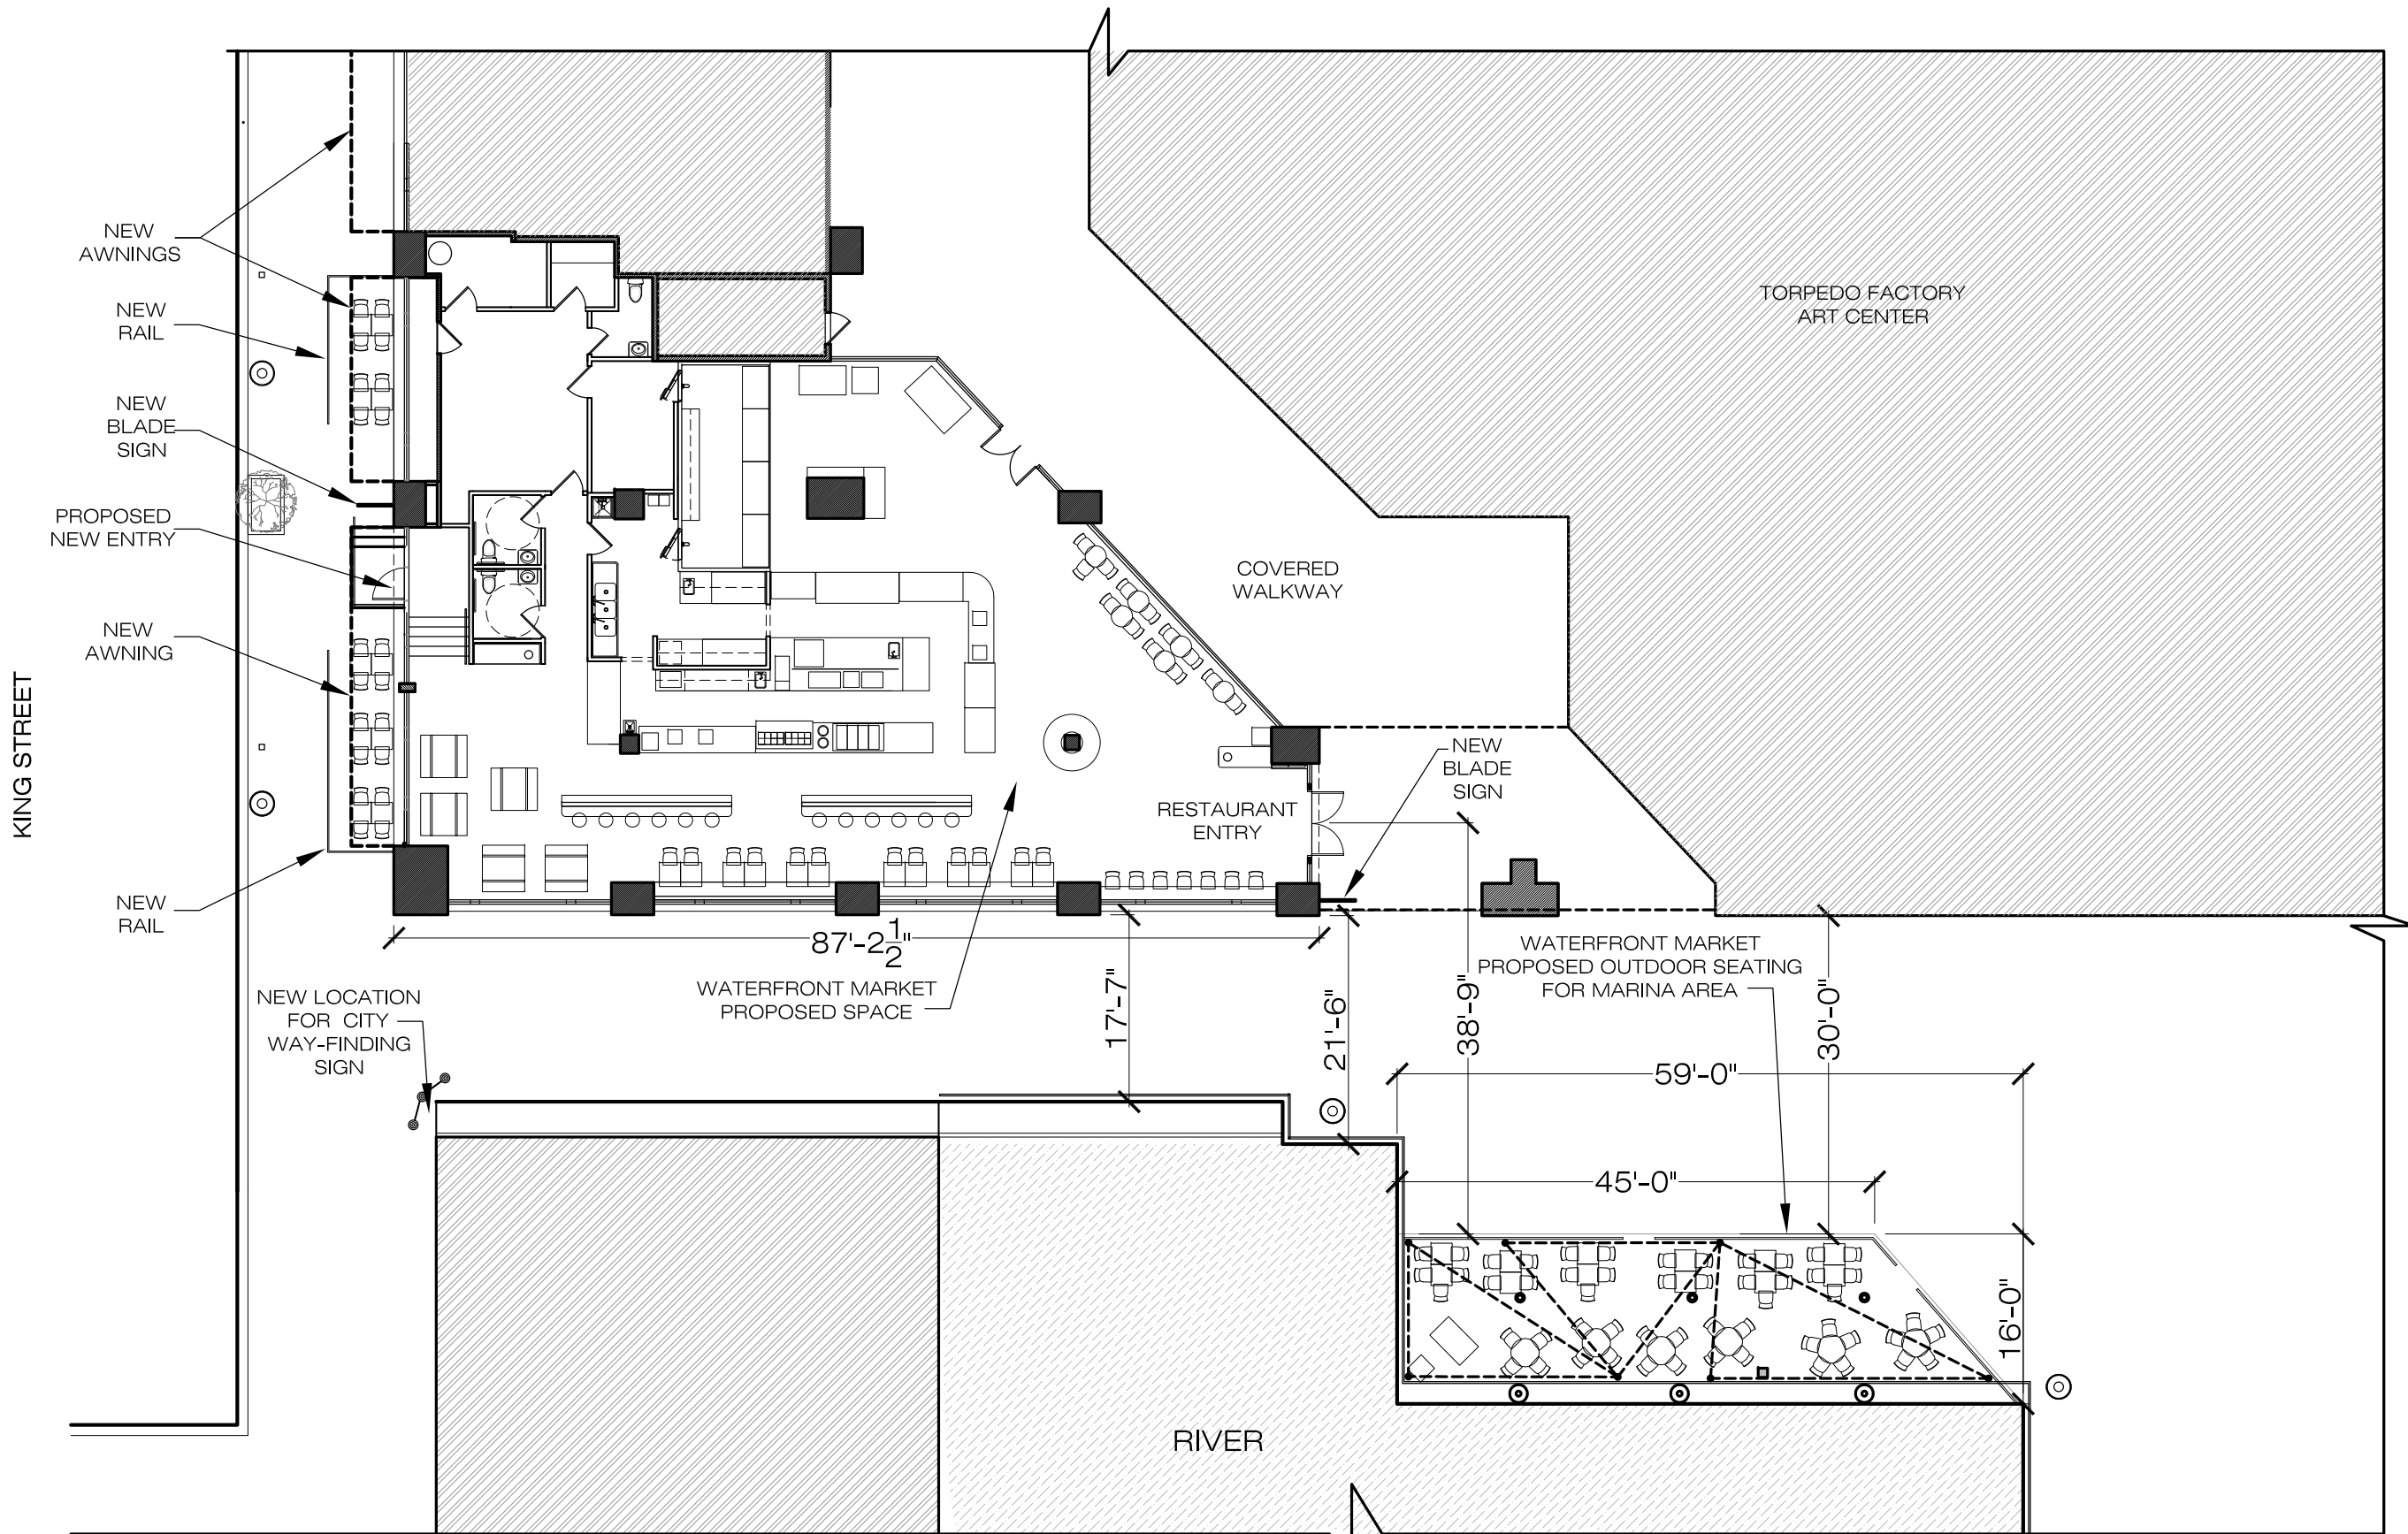 NEW
AWNINGS
NEW
RAIL
NEW
BLADE
SIGN
PROPOSED
NEW ENTRY
NEW
AWNING
KING STREET
NEW
RAIL
NEW LOCATION
FOR CITY
WAY-FINDING
SIGN
TORPEDO FACTORY
ART CENTER
COVERED
WALKWAY
NEW
BLADE
SIGN
RESTAURANT
ENTRY
87'-2 1/2"
WATERFRONT MARKET
PROPOSED SPACE
17'-7"
21'-6"
38'-9"
WATERFRONT MARKET
PROPOSED OUTDOOR SEATING
FOR MARINA AREA
30'-0"
59'-0"
45'-0"
16'-0"
RIVER